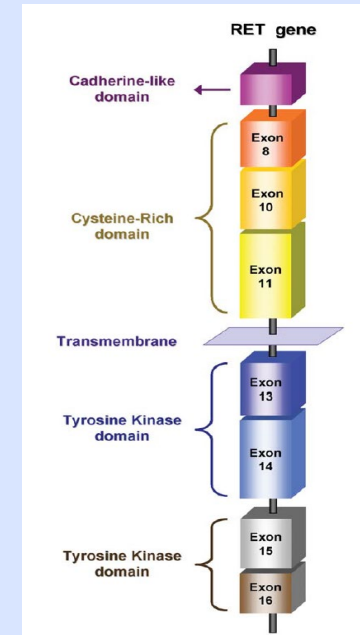 RET gene
Cadherine-like
domain
Exon
8
Exon
10
Cysteine-Rich
domain
Exon
11
Transmembrane
Exon
13
Tyrosine Kinase
domain
Exon
14
Exon
15
Tyrosine Kinase
domain
Exon
16